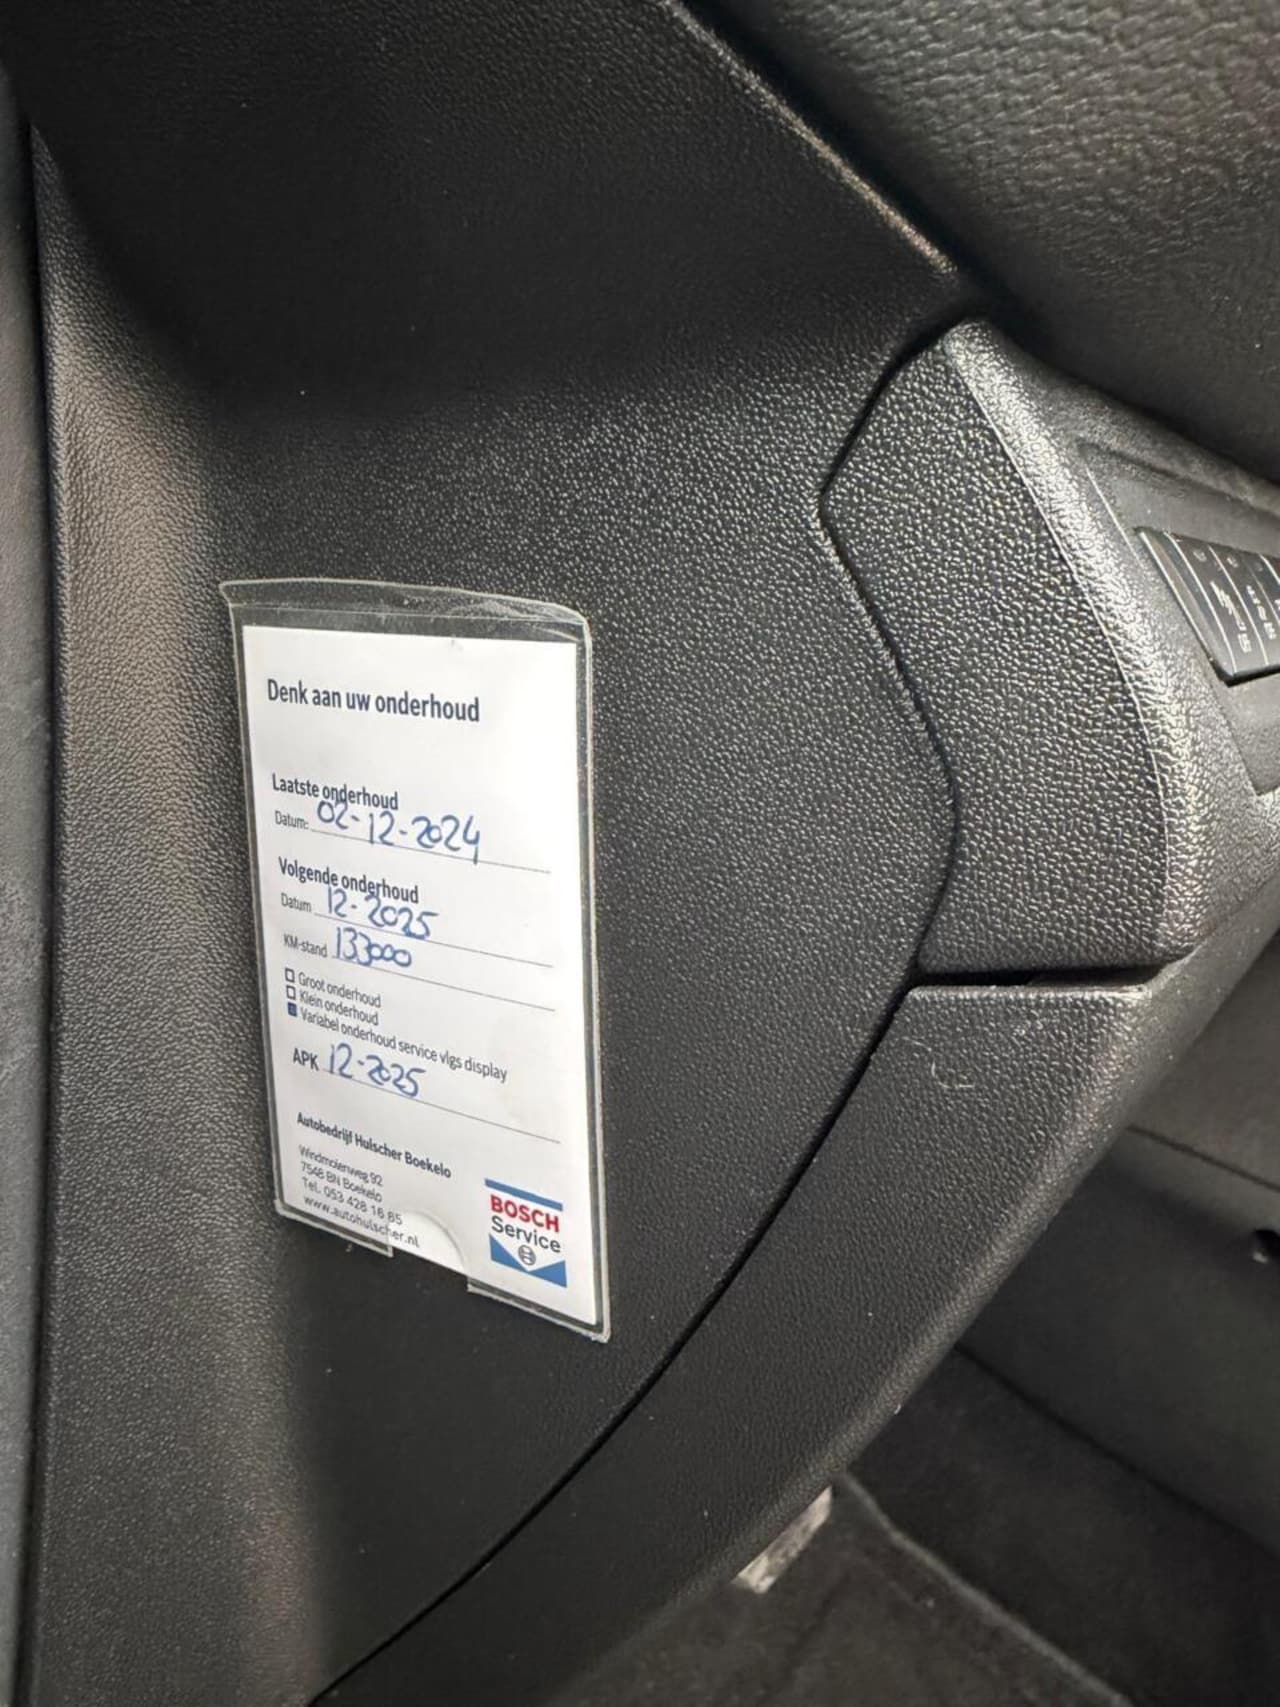 Denk aan uw onderhoud
Laatste onderhoud
Datum: 02-12-2024
Volgende onderhoud
Datum 12-2025
KM-stand 133000
Groot onderhoud
Klein onderhoud
Variabel onderhoud service vlgs display
APK 12-2025
Autobedrijf Hulscher Boekelo
Windmolenweg 92
7548 BN Boekelo
Tel. 053 428 16 85
www.autohulscher.nl
BOSCH
Service